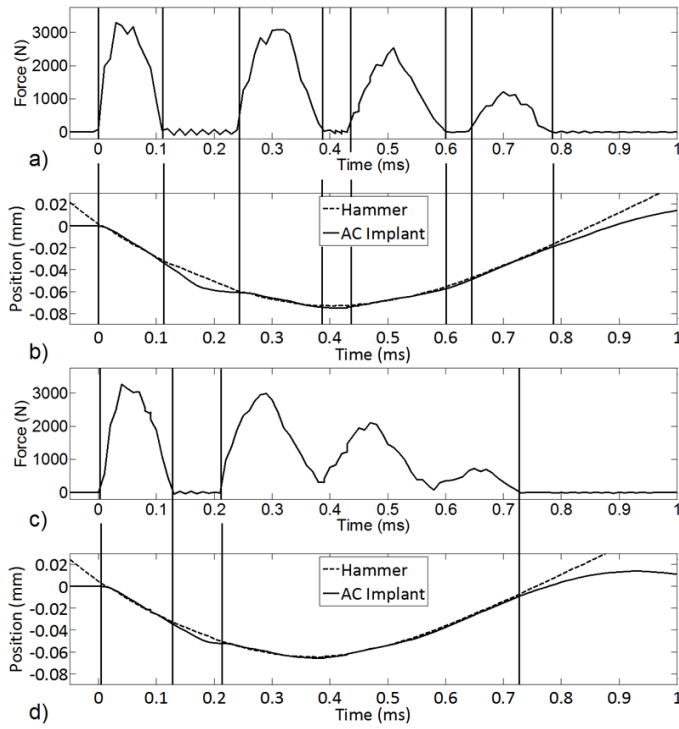 3000
2000
1000
0
Force (N)
0 0.1 0.2 0.3 0.4 0.5 0.6 0.7 0.8 0.9 1
Time (ms)
a)
0.02
0
-0.02
-0.04
-0.06
-0.08
Position (mm)
Hammer
AC Implant
0 0.1 0.2 0.3 0.4 0.5 0.6 0.7 0.8 0.9 1
Time (ms)
b)
3000
2000
1000
0
Force (N)
0 0.1 0.2 0.3 0.4 0.5 0.6 0.7 0.8 0.9 1
Time (ms)
c)
0.02
0
-0.02
-0.04
-0.06
-0.08
Position (mm)
Hammer
AC Implant
0 0.1 0.2 0.3 0.4 0.5 0.6 0.7 0.8 0.9 1
Time (ms)
d)